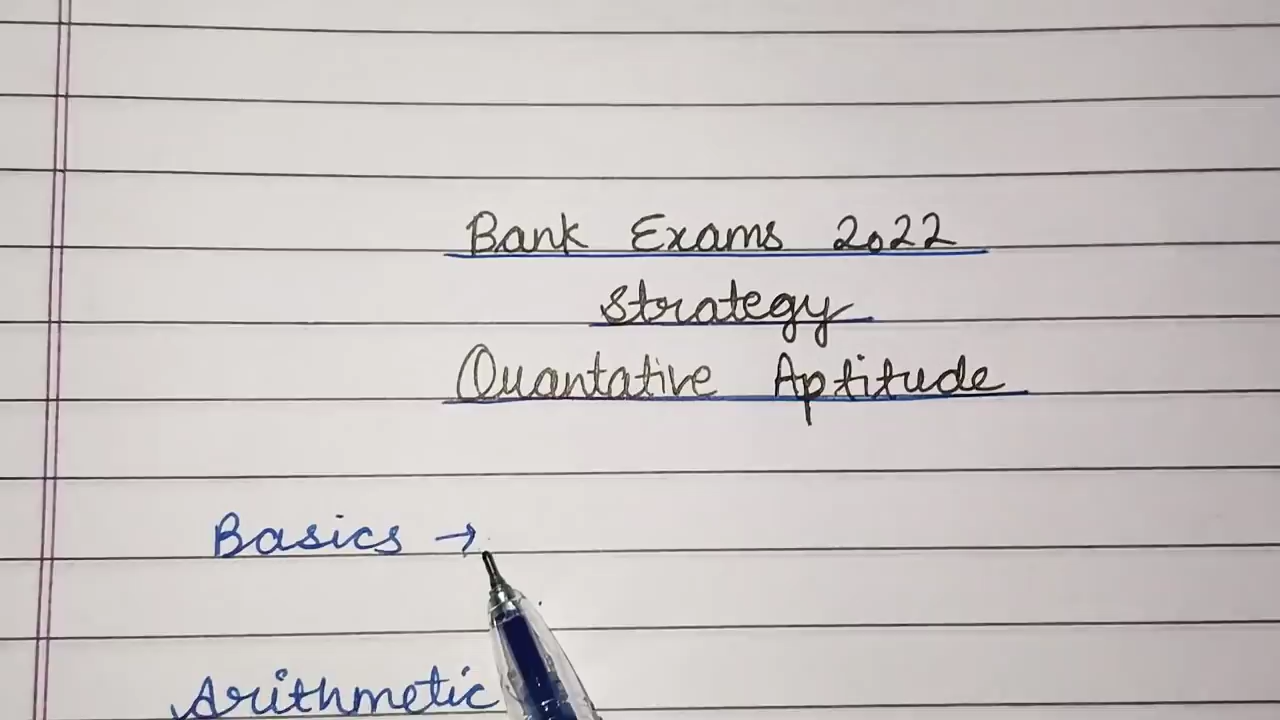 Bank Exams 2022
Strategy
Quantative Aptitude
Basics →
Arithmetic